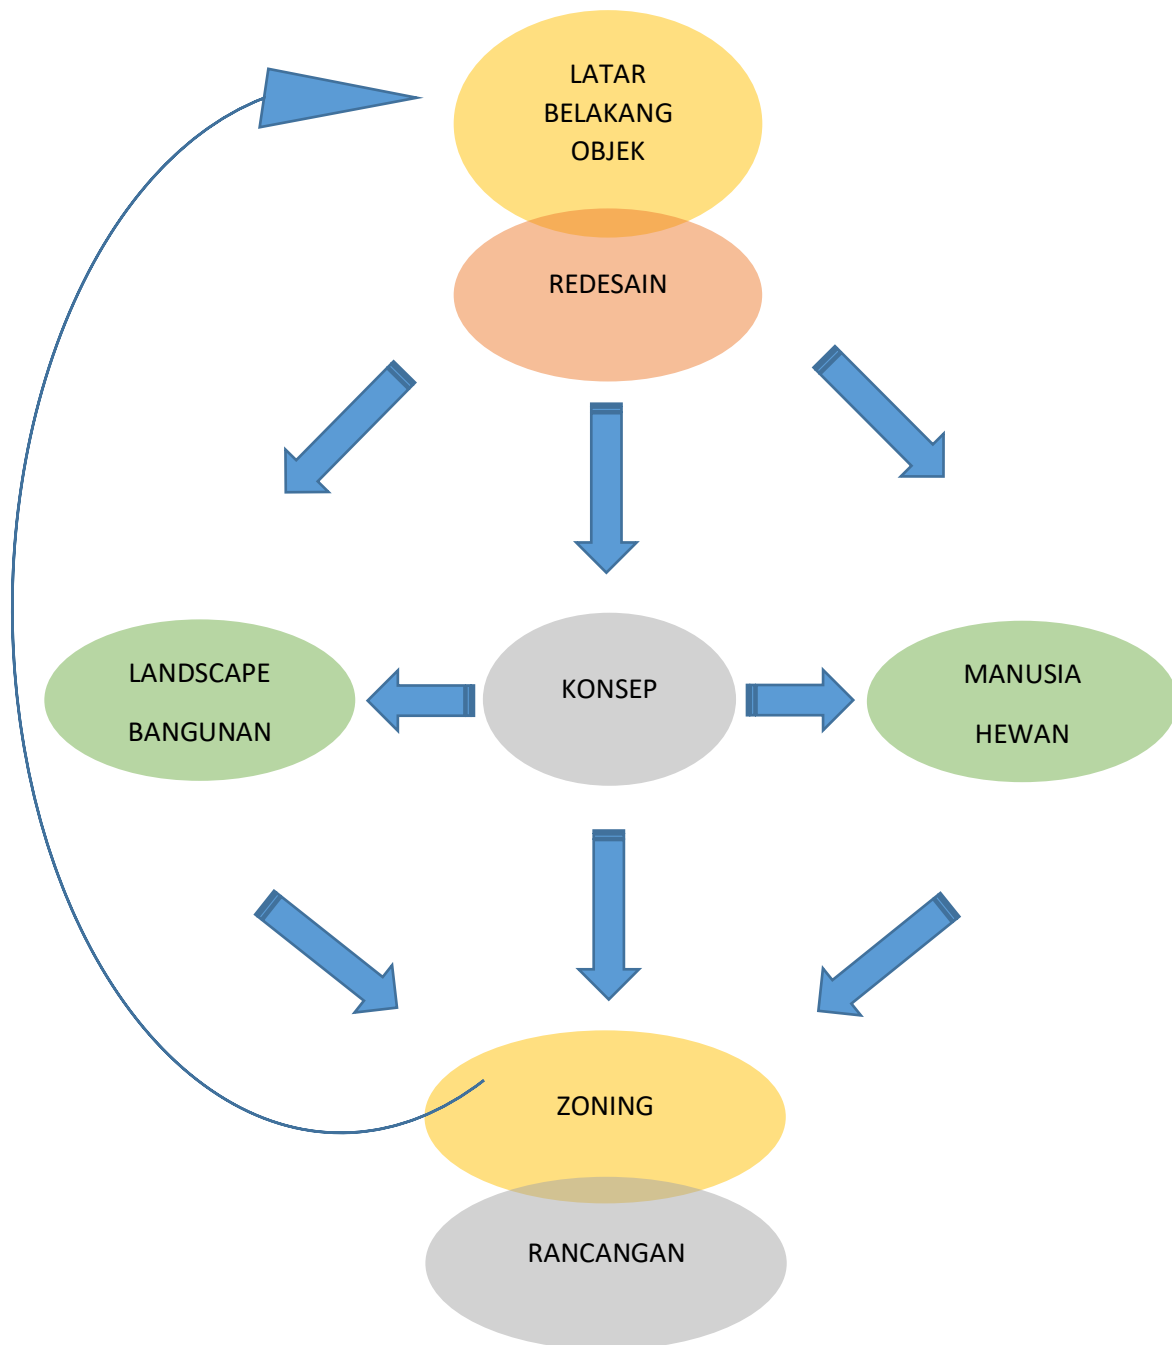 LATAR
BELAKANG
OBJEK
REDESAIN
LANDSCAPE
BANGUNAN
KONSEP
MANUSIA
HEWAN
ZONING
RANCANGAN